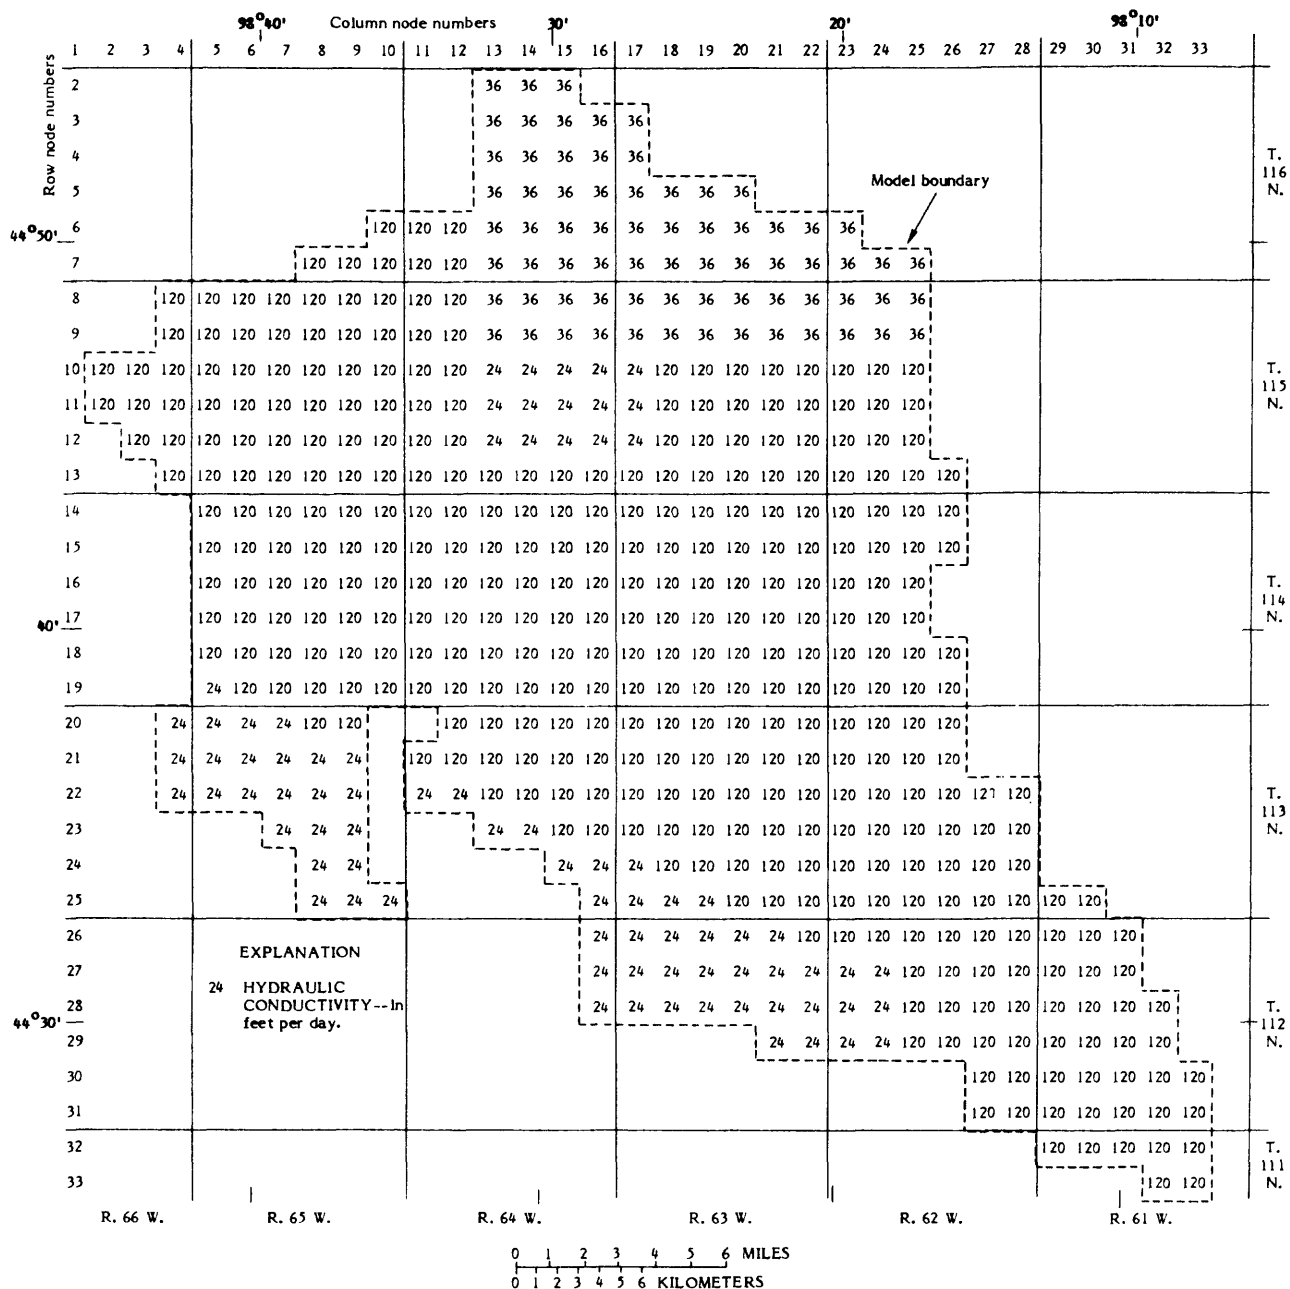 98°40' Column node numbers 30' 20' 98°10'
Row node numbers
1 2 3 4 5 6 7 8 9 10 11 12 13 14 15 16 17 18 19 20 21 22 23 24 25 26 27 28 29 30 31 32 33
2 36 36 36
3 36 36 36 36 36
4 36 36 36 36 36 T. 116 N.
5 36 36 36 36 36 36 36 36 Model boundary
44°50' 6 120 120 120 36 36 36 36 36 36 36 36 36 36 36
7 120 120 120 120 120 36 36 36 36 36 36 36 36 36 36 36 36 36
8 120 120 120 120 120 120 120 120 120 36 36 36 36 36 36 36 36 36 36 36 36 36
9 120 120 120 120 120 120 120 120 120 36 36 36 36 36 36 36 36 36 36 36 36 36
10 120 120 120 120 120 120 120 120 120 120 120 24 24 24 24 24 120 120 120 120 120 120 120 120 T. 115 N.
11 120 120 120 120 120 120 120 120 120 120 120 24 24 24 24 24 120 120 120 120 120 120 120 120
12 120 120 120 120 120 120 120 120 120 120 24 24 24 24 24 120 120 120 120 120 120 120 120
13 120 120 120 120 120 120 120 120 120 120 120 120 120 120 120 120 120 120 120 120 120 120 120
14 120 120 120 120 120 120 120 120 120 120 120 120 120 120 120 120 120 120 120 120 120 120
15 120 120 120 120 120 120 120 120 120 120 120 120 120 120 120 120 120 120 120 120 120 120
16 120 120 120 120 120 120 120 120 120 120 120 120 120 120 120 120 120 120 120 120 120 T. 114 N.
40' 17 120 120 120 120 120 120 120 120 120 120 120 120 120 120 120 120 120 120 120 120 120
18 120 120 120 120 120 120 120 120 120 120 120 120 120 120 120 120 120 120 120 120 120 120
19 24 120 120 120 120 120 120 120 120 120 120 120 120 120 120 120 120 120 120 120 120 120
20 24 24 24 24 120 120 120 120 120 120 120 120 120 120 120 120 120 120 120 120 120
21 24 24 24 24 24 24 120 120 120 120 120 120 120 120 120 120 120 120 120 120 120 120
22 24 24 24 24 24 24 24 24 120 120 120 120 120 120 120 120 120 120 120 120 120 120 127 120 T. 113 N.
23 24 24 24 24 24 120 120 120 120 120 120 120 120 120 120 120 120 120 120
24 24 24 24 24 24 120 120 120 120 120 120 120 120 120 120 120
25 24 24 24 24 24 24 24 120 120 120 120 120 120 120 120 120 120 120
26 24 24 24 24 24 24 120 120 120 120 120 120 120 120 120 120
27 24 24 24 24 24 24 24 24 120 120 120 120 120 120 120 120
28 24 24 24 24 24 24 24 24 120 120 120 120 120 120 120 120 120 T. 112 N.
44°30' 29 24 24 24 24 120 120 120 120 120 120 120 120
30 120 120 120 120 120 120 120
31 120 120 120 120 120 120 120
32 120 120 120 120 120 T. 111 N.
33 120 120
EXPLANATION
24 HYDRAULIC
CONDUCTIVITY--In
feet per day.
R. 66 W. R. 65 W. R. 64 W. R. 63 W. R. 62 W. R. 61 W.
0 1 2 3 4 5 6 MILES
0 1 2 3 4 5 6 KILOMETERS